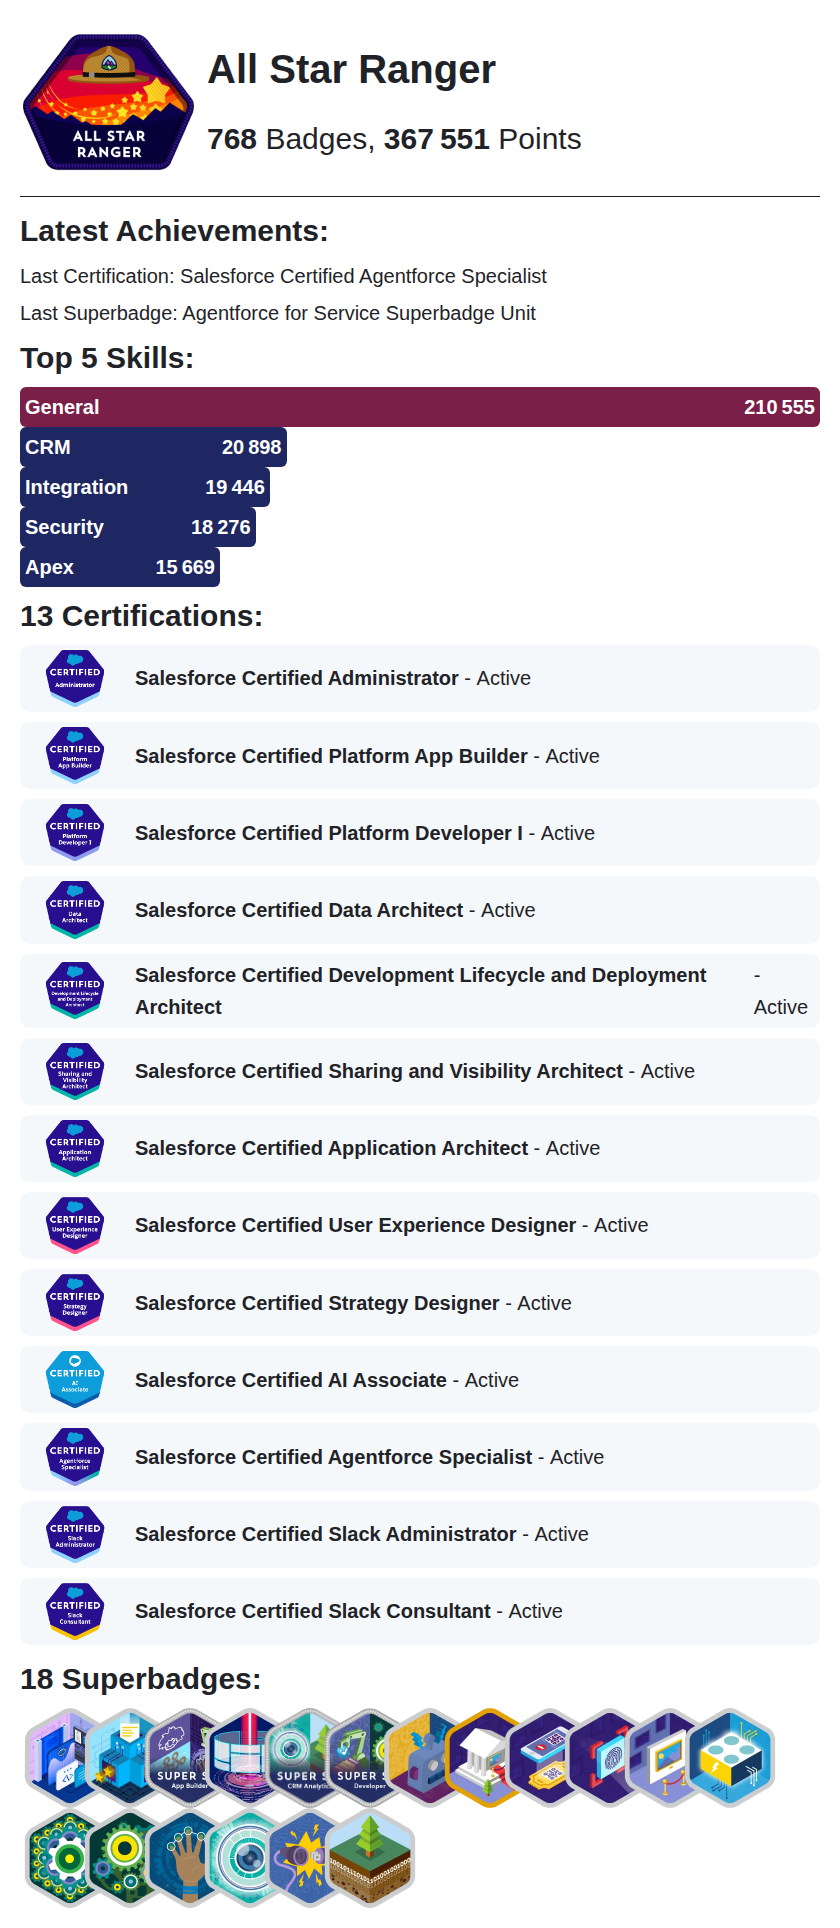 ALL STAR
RANGER
All Star Ranger
768 Badges, 367 551 Points
Latest Achievements:
Last Certification: Salesforce Certified Agentforce Specialist
Last Superbadge: Agentforce for Service Superbadge Unit
Top 5 Skills:
General 210 555
CRM 20 898
Integration 19 446
Security 18 276
Apex 15 669
13 Certifications:
CERTIFIED
Administrator
Salesforce Certified Administrator - Active
CERTIFIED
Platform
App Builder
Salesforce Certified Platform App Builder - Active
CERTIFIED
Platform
Developer I
Salesforce Certified Platform Developer I - Active
CERTIFIED
Data
Architect
Salesforce Certified Data Architect - Active
CERTIFIED
Development Lifecycle
and Deployment
Architect
Salesforce Certified Development Lifecycle and Deployment -
Architect Active
CERTIFIED
Sharing and
Visibility
Architect
Salesforce Certified Sharing and Visibility Architect - Active
CERTIFIED
Application
Architect
Salesforce Certified Application Architect - Active
CERTIFIED
User Experience
Designer
Salesforce Certified User Experience Designer - Active
CERTIFIED
Strategy
Designer
Salesforce Certified Strategy Designer - Active
CERTIFIED
AI
Associate
Salesforce Certified AI Associate - Active
CERTIFIED
Agentforce
Specialist
Salesforce Certified Agentforce Specialist - Active
CERTIFIED
Slack
Administrator
Salesforce Certified Slack Administrator - Active
CERTIFIED
Slack
Consultant
Salesforce Certified Slack Consultant - Active
18 Superbadges:
SUPER S
App Builder
SUPER S
CRM Analytic
SUPER S
Developer